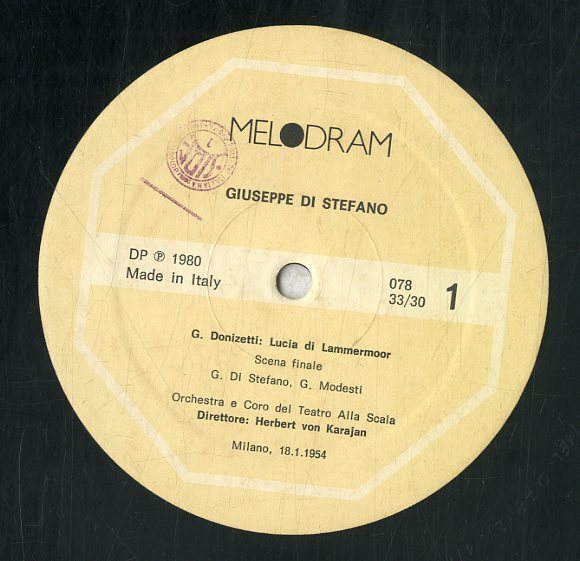 MELODRAM
GIUSEPPE DI STEFANO
DP ℗ 1980
Made in Italy
078
33/30
1
G. Donizetti: Lucia di Lammermoor
Scena finale
G. Di Stefano, G. Modesti
Orchestra e Coro del Teatro Alla Scala
Direttore: Herbert von Karajan
Milano, 18.1.1954